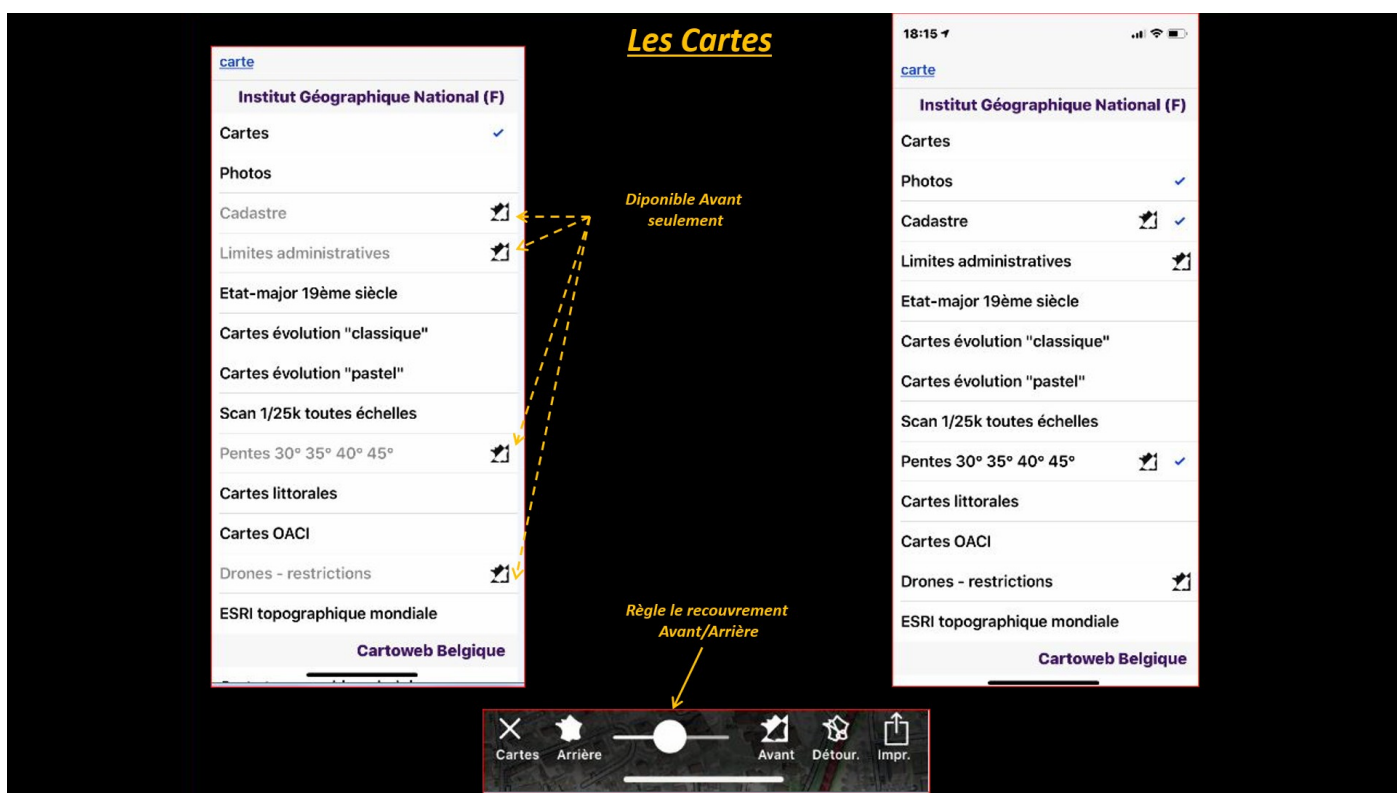 Les Cartes
carte
Institut Géographique National (F)
Cartes
Photos
Cadastre
Limites administratives
Etat-major 19ème siècle
Cartes évolution "classique"
Cartes évolution "pastel"
Scan 1/25k toutes échelles
Pentes 30° 35° 40° 45°
Cartes littorales
Cartes OACI
Drones - restrictions
ESRI topographique mondiale
Cartoweb Belgique
Diponible Avant
seulement
Règle le recouvrement
Avant/Arrière
18:15
carte
Institut Géographique National (F)
Cartes
Photos
Cadastre
Limites administratives
Etat-major 19ème siècle
Cartes évolution "classique"
Cartes évolution "pastel"
Scan 1/25k toutes échelles
Pentes 30° 35° 40° 45°
Cartes littorales
Cartes OACI
Drones - restrictions
ESRI topographique mondiale
Cartoweb Belgique
Cartes Arrière Avant Détour. Impr.